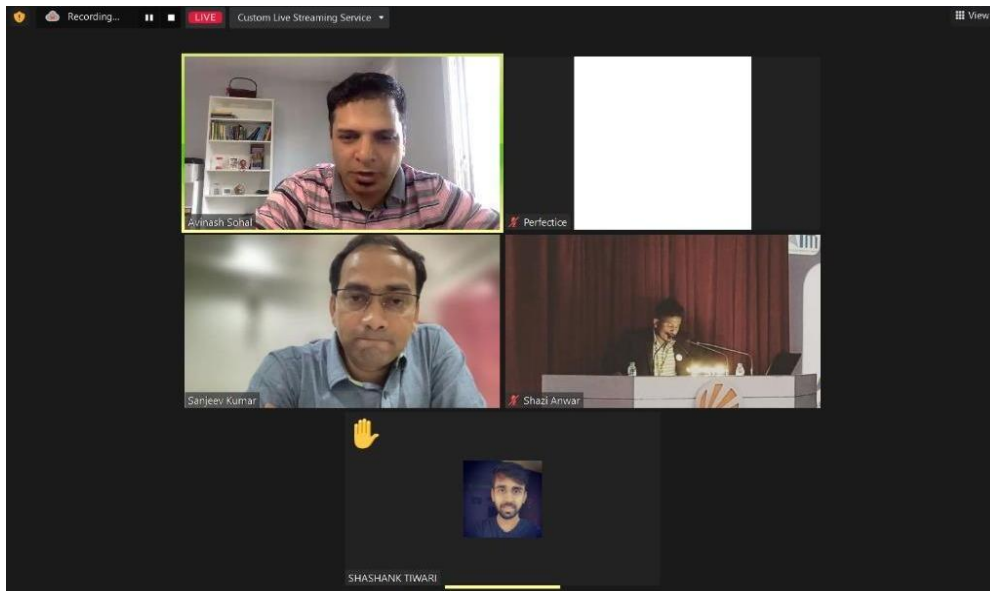 Recording...
LIVE
Custom Live Streaming Service
View
Avinash Sohal
Perfectice
Sanjeev Kumar
Shazi Anwar
SHASHANK TIWARI